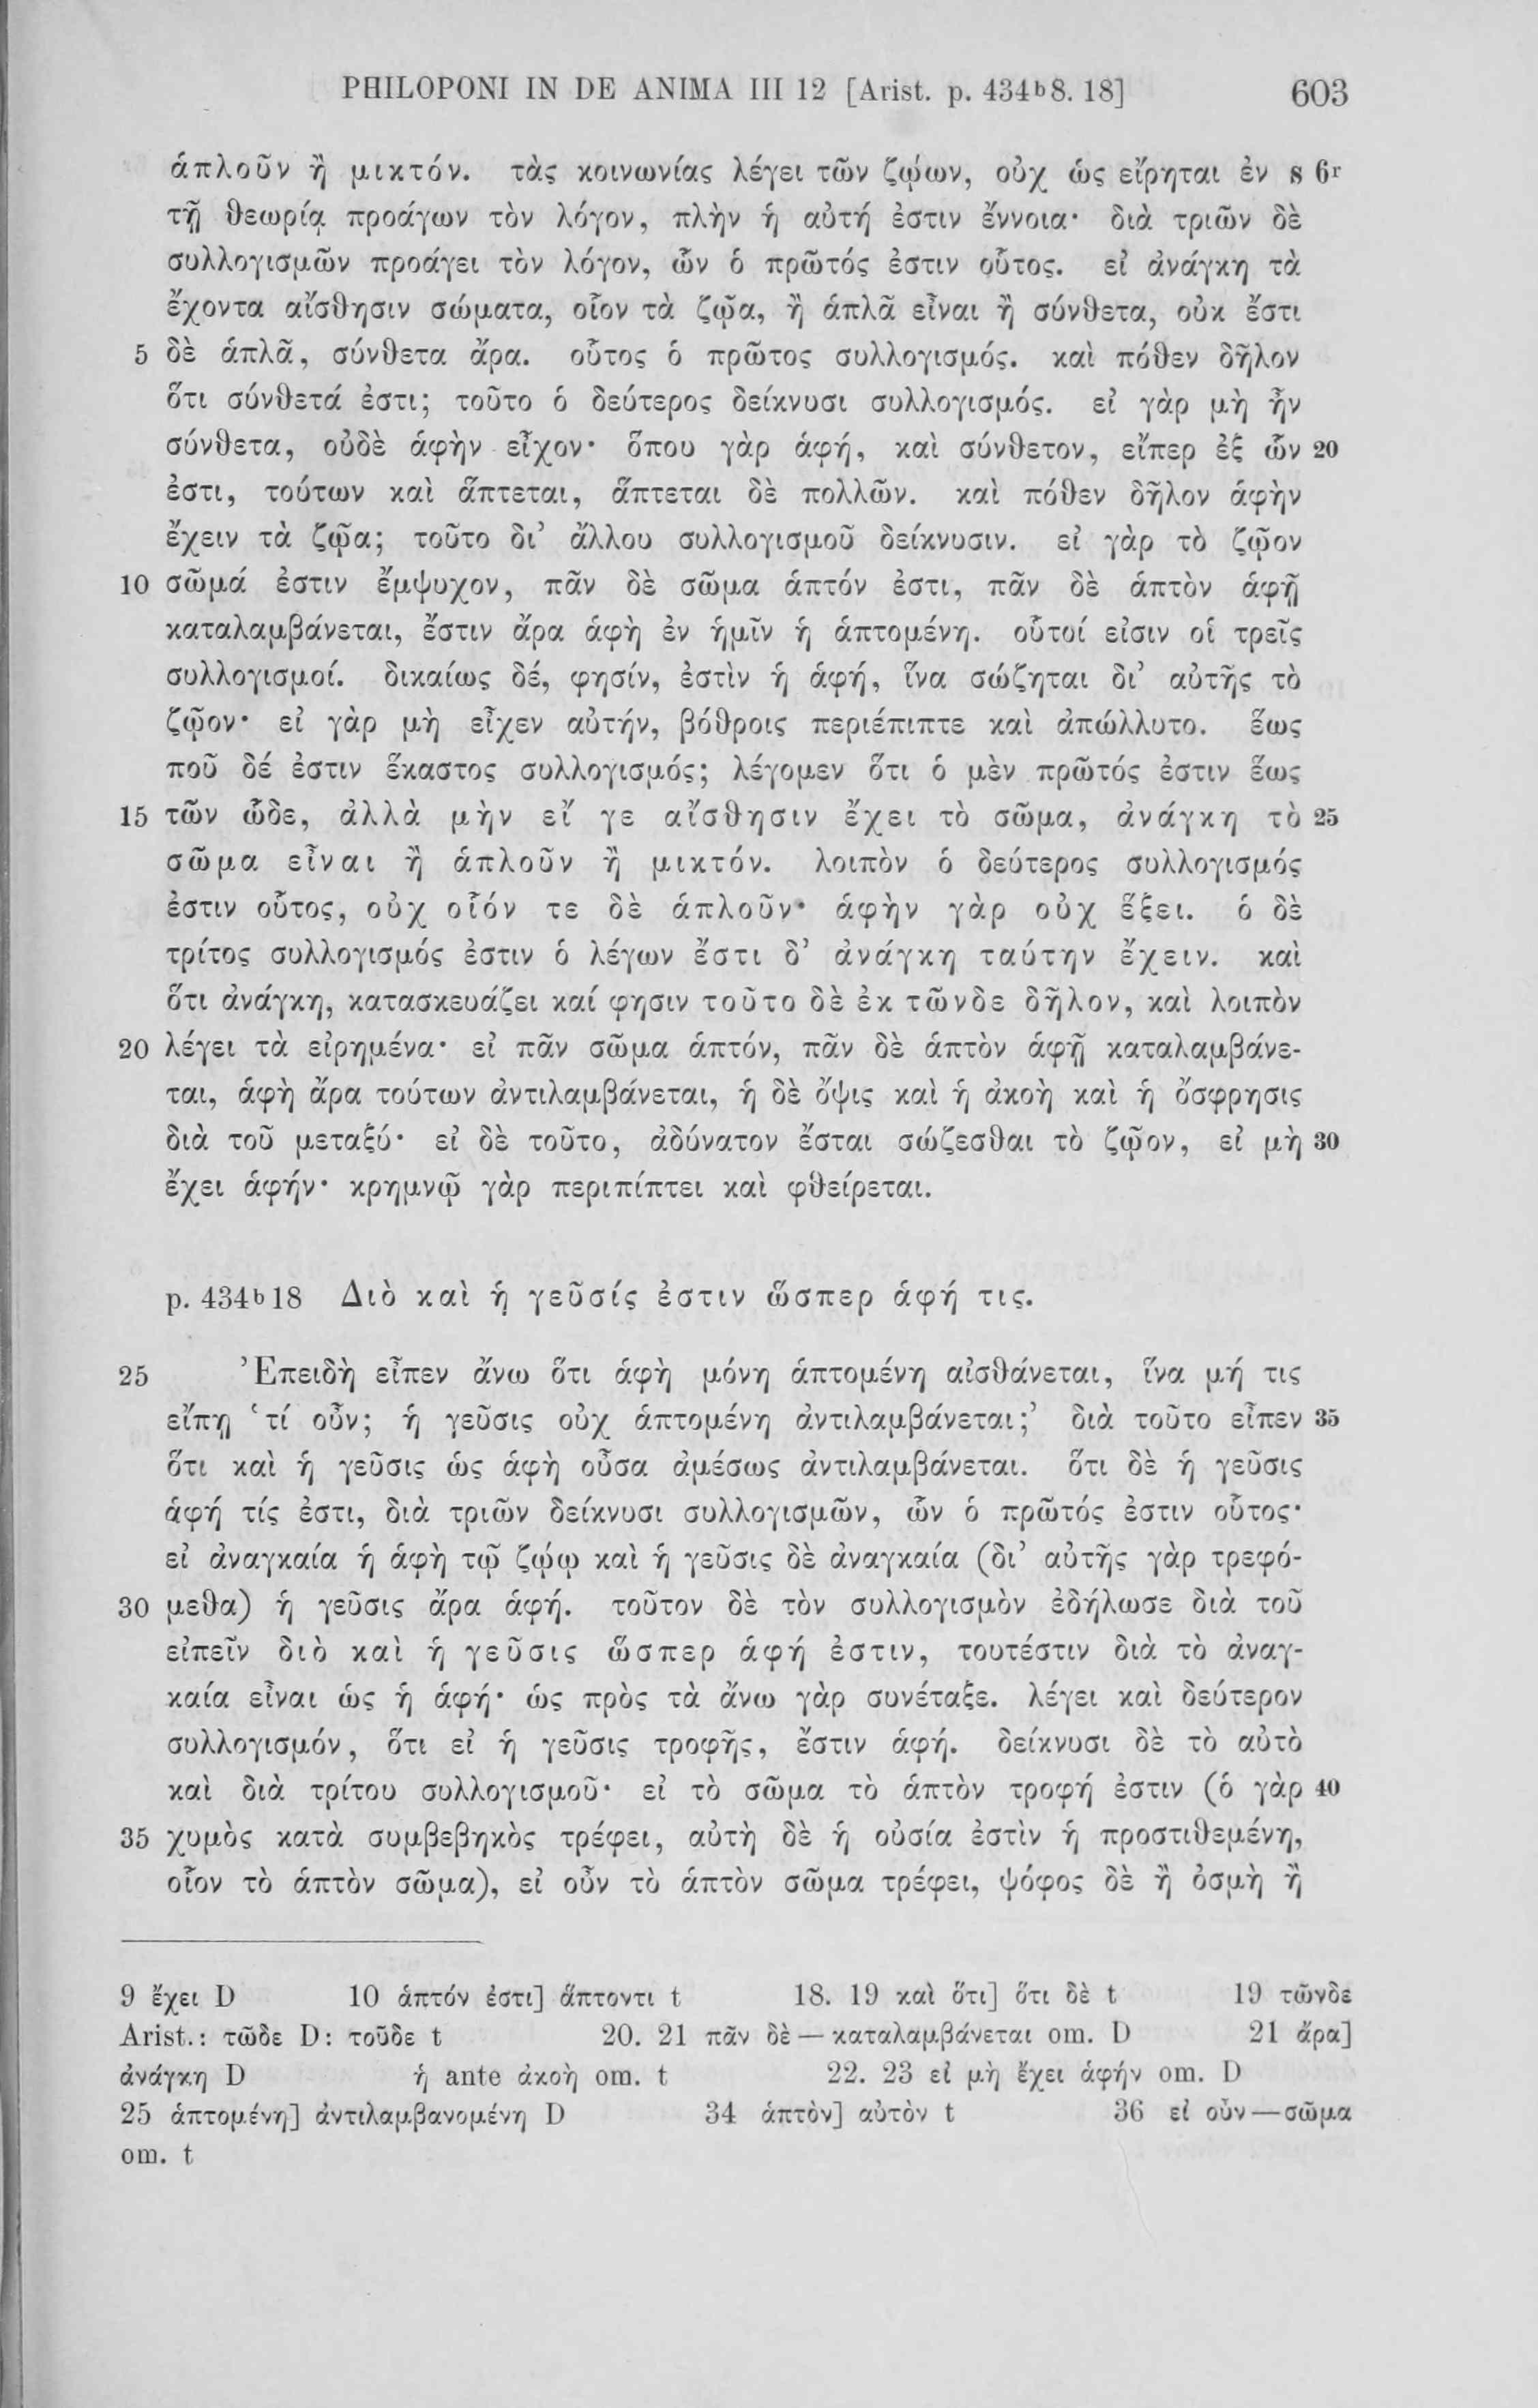 PHILOPONI IN DE ANIMA III 12 [Arist. p. 434b8. 18] 603
ἁπλοῦν ἢ μικτόν. τὰς κοινωνίας λέγει τῶν ζῴων, οὐχ ὡς εἴρηται ἐν s 6r
τῇ θεωρίᾳ προάγων τὸν λόγον, πλὴν ἡ αὐτή ἐστιν ἔννοια· διὰ τριῶν δὲ
συλλογισμῶν προάγει τὸν λόγον, ὧν ὁ πρῶτός ἐστιν οὗτος. εἰ ἀνάγκη τὰ
ἔχοντα αἴσθησιν σώματα, οἷον τὰ ζῷα, ἢ ἁπλᾶ εἶναι ἢ σύνθετα, οὐκ ἔστι
5 δὲ ἁπλᾶ, σύνθετα ἄρα. οὗτος ὁ πρῶτος συλλογισμός. καὶ πόθεν δῆλον
ὅτι σύνθετά ἐστι; τοῦτο ὁ δεύτερος δείκνυσι συλλογισμός. εἰ γὰρ μὴ ἦν
σύνθετα, οὐδὲ ἁφὴν εἶχον· ὅπου γὰρ ἁφή, καὶ σύνθετον, εἴπερ ἐξ ὧν 20
ἐστι, τούτων καὶ ἅπτεται, ἅπτεται δὲ πολλῶν. καὶ πόθεν δῆλον ἁφὴν
ἔχειν τὰ ζῷα; τοῦτο δι’ ἄλλου συλλογισμοῦ δείκνυσιν. εἰ γὰρ τὸ ζῷον
10 σῶμά ἐστιν ἔμψυχον, πᾶν δὲ σῶμα ἁπτόν ἐστι, πᾶν δὲ ἁπτὸν ἁφῇ
καταλαμβάνεται, ἔστιν ἄρα ἁφὴ ἐν ἡμῖν ἡ ἁπτομένη. οὗτοί εἰσιν οἱ τρεῖς
συλλογισμοί. δικαίως δέ, φησίν, ἐστὶν ἡ ἁφή, ἵνα σώζηται δι’ αὐτῆς τὸ
ζῷον· εἰ γὰρ μὴ εἶχεν αὐτήν, βόθροις περιέπιπτε καὶ ἀπώλλυτο. ἕως
ποῦ δέ ἐστιν ἕκαστος συλλογισμός; λέγομεν ὅτι ὁ μὲν πρῶτός ἐστιν ἕως
15 τῶν ὧδε, ἀλλὰ μὴν εἴ γε αἴσθησιν ἔχει τὸ σῶμα, ἀνάγκη τὸ 25
σῶμα εἶναι ἢ ἁπλοῦν ἢ μικτόν. λοιπὸν ὁ δεύτερος συλλογισμός
ἐστιν οὗτος, οὐχ οἷόν τε δὲ ἁπλοῦν· ἁφὴν γὰρ οὐχ ἕξει. ὁ δὲ
τρίτος συλλογισμός ἐστιν ὁ λέγων ἔστι δ’ ἀνάγκη ταύτην ἔχειν. καὶ
ὅτι ἀνάγκη, κατασκευάζει καί φησιν τοῦτο δὲ ἐκ τῶνδε δῆλον, καὶ λοιπὸν
20 λέγει τὰ εἰρημένα· εἰ πᾶν σῶμα ἁπτόν, πᾶν δὲ ἁπτὸν ἁφῇ καταλαμβάνε-
ται, ἁφὴ ἄρα τούτων ἀντιλαμβάνεται, ἡ δὲ ὄψις καὶ ἡ ἀκοὴ καὶ ἡ ὄσφρησις
διὰ τοῦ μεταξύ· εἰ δὲ τοῦτο, ἀδύνατον ἔσται σώζεσθαι τὸ ζῷον, εἰ μὴ 30
ἔχει ἁφήν· κρημνῷ γὰρ περιπίπτει καὶ φθείρεται.
p. 434b18 Διὸ καὶ ἡ γεῦσίς ἐστιν ὥσπερ ἁφή τις.
25 Ἐπειδὴ εἶπεν ἄνω ὅτι ἁφὴ μόνη ἁπτομένη αἰσθάνεται, ἵνα μή τις
εἴπῃ ‘τί οὖν; ἡ γεῦσις οὐχ ἁπτομένη ἀντιλαμβάνεται;’ διὰ τοῦτο εἶπεν 35
ὅτι καὶ ἡ γεῦσις ὡς ἁφὴ οὖσα ἀμέσως ἀντιλαμβάνεται. ὅτι δὲ ἡ γεῦσις
ἁφή τίς ἐστι, διὰ τριῶν δείκνυσι συλλογισμῶν, ὧν ὁ πρῶτός ἐστιν οὗτος·
εἰ ἀναγκαία ἡ ἁφὴ τῷ ζῴῳ καὶ ἡ γεῦσις δὲ ἀναγκαία (δι’ αὐτῆς γὰρ τρεφό-
30 μεθα) ἡ γεῦσις ἄρα ἁφή. τοῦτον δὲ τὸν συλλογισμὸν ἐδήλωσε διὰ τοῦ
εἰπεῖν διὸ καὶ ἡ γεῦσις ὥσπερ ἁφή ἐστιν, τουτέστιν διὰ τὸ ἀναγ-
καία εἶναι ὡς ἡ ἁφή· ὡς πρὸς τὰ ἄνω γὰρ συνέταξε. λέγει καὶ δεύτερον
συλλογισμόν, ὅτι εἰ ἡ γεῦσις τροφῆς, ἔστιν ἁφή. δείκνυσι δὲ τὸ αὐτὸ
καὶ διὰ τρίτου συλλογισμοῦ· εἰ τὸ σῶμα τὸ ἁπτὸν τροφή ἐστιν (ὁ γὰρ 40
35 χυμὸς κατὰ συμβεβηκὸς τρέφει, αὐτὴ δὲ ἡ οὐσία ἐστὶν ἡ προστιθεμένη,
οἷον τὸ ἁπτὸν σῶμα), εἰ οὖν τὸ ἁπτὸν σῶμα τρέφει, ψόφος δὲ ἢ ὀσμὴ ἢ
9 ἔχει D 10 ἁπτόν ἐστι] ἅπτοντι t 18. 19 καὶ ὅτι] ὅτι δὲ t 19 τῶνδε
Arist.: τῶδε D: τοῦδε t 20. 21 πᾶν δὲ — καταλαμβάνεται om. D 21 ἄρα]
ἀνάγκη D ἡ ante ἀκοὴ om. t 22. 23 εἰ μὴ ἔχει ἁφήν om. D
25 ἁπτομένη] ἀντιλαμβανομένη D 34 ἁπτὸν] αὐτὸν t 36 εἰ οὖν — σῶμα
om. t